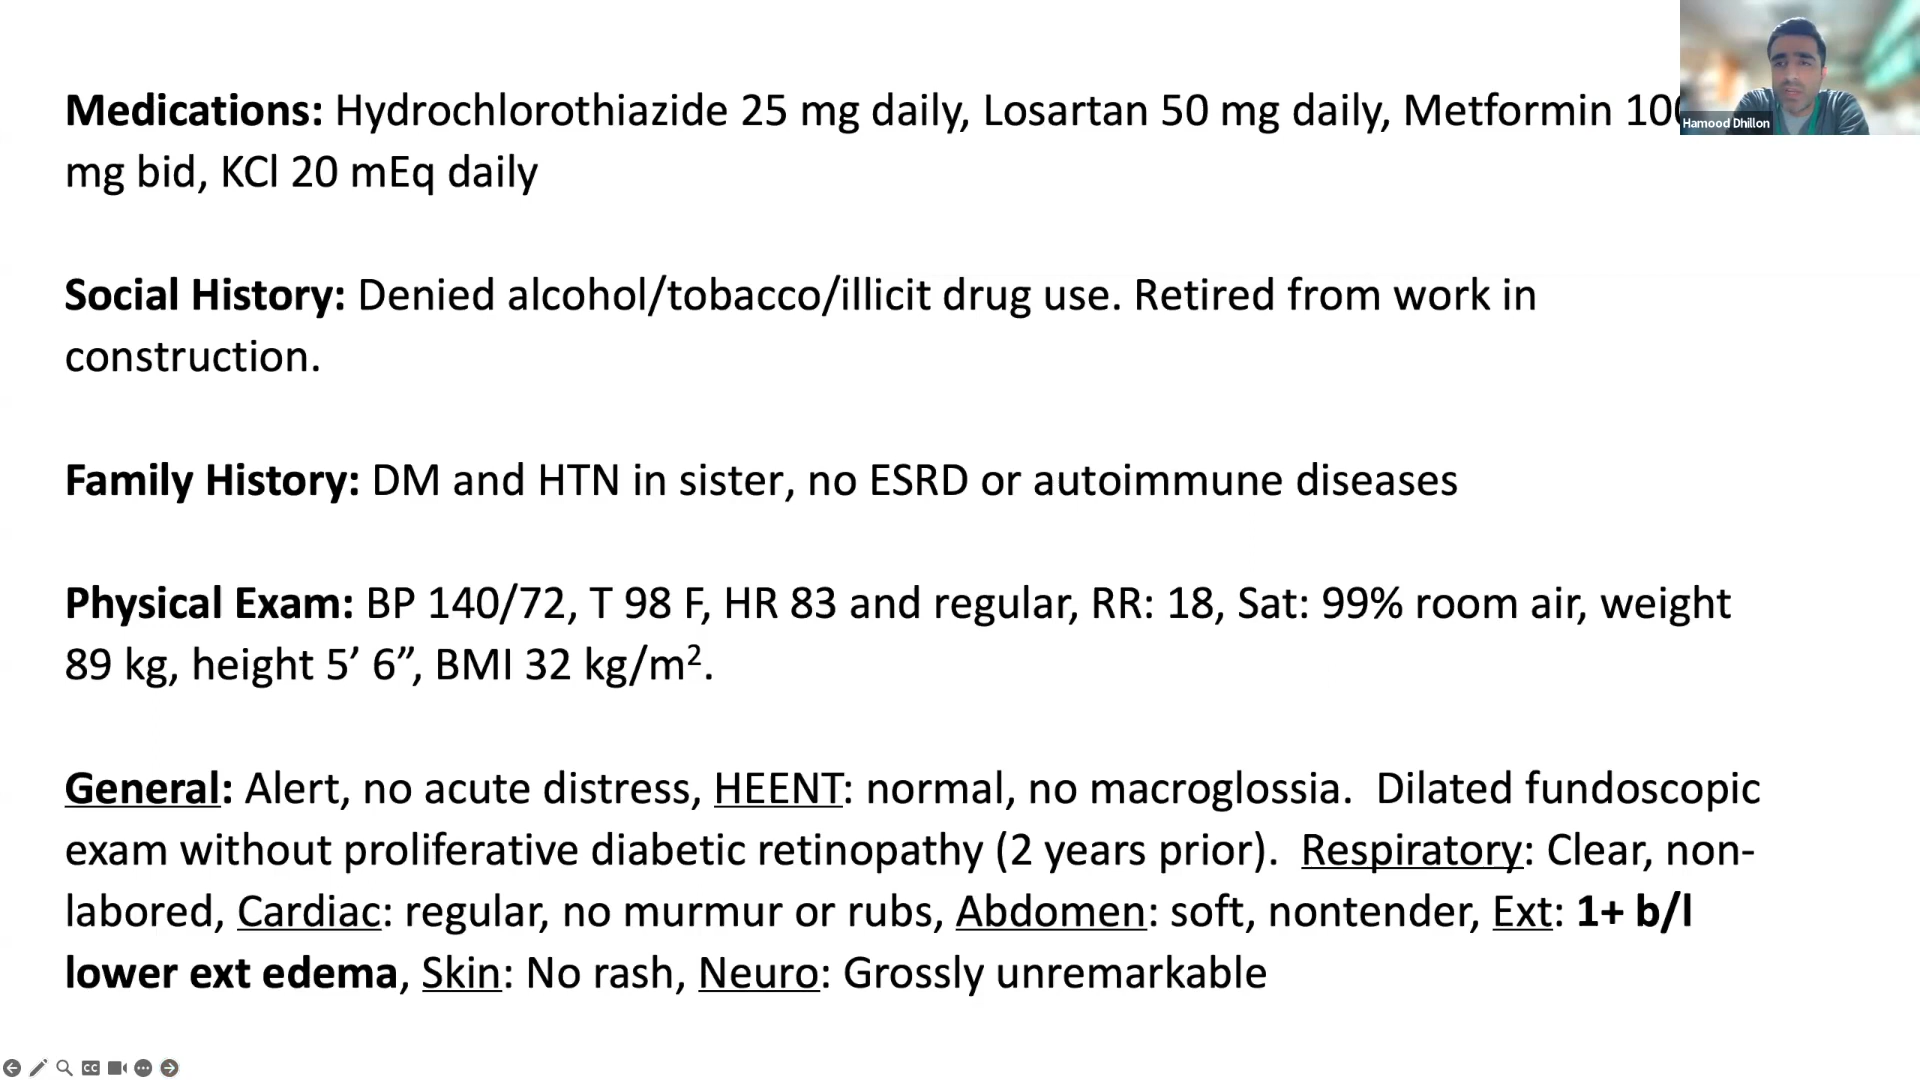 Medications: Hydrochlorothiazide 25 mg daily, Losartan 50 mg daily, Metformin
mg bid, KCl 20 mEq daily
Hamood Dhillon
Social History: Denied alcohol/tobacco/illicit drug use. Retired from work in
construction.
Family History: DM and HTN in sister, no ESRD or autoimmune diseases
Physical Exam: BP 140/72, T 98 F, HR 83 and regular, RR: 18, Sat: 99% room air, weight
89 kg, height 5’ 6”, BMI 32 kg/m².
General: Alert, no acute distress, HEENT: normal, no macroglossia.  Dilated fundoscopic
exam without proliferative diabetic retinopathy (2 years prior).  Respiratory: Clear, non-
labored, Cardiac: regular, no murmur or rubs, Abdomen: soft, nontender, Ext: 1+ b/l
lower ext edema, Skin: No rash, Neuro: Grossly unremarkable
CC